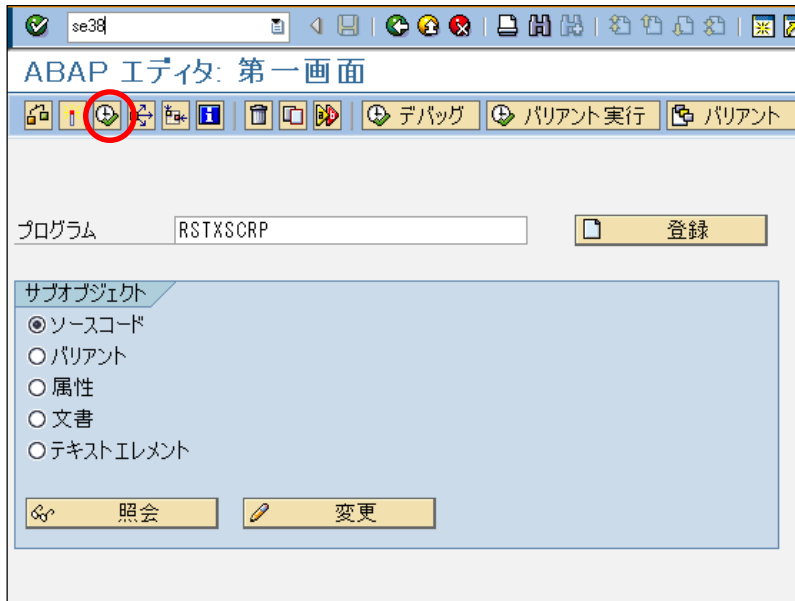 se38
ABAP エディタ: 第一画面
デバッグ バリアント実行 バリアント
プログラム RSTXSCRP 登録
サブオブジェクト
ソースコード
バリアント
属性
文書
テキストエレメント
照会 変更